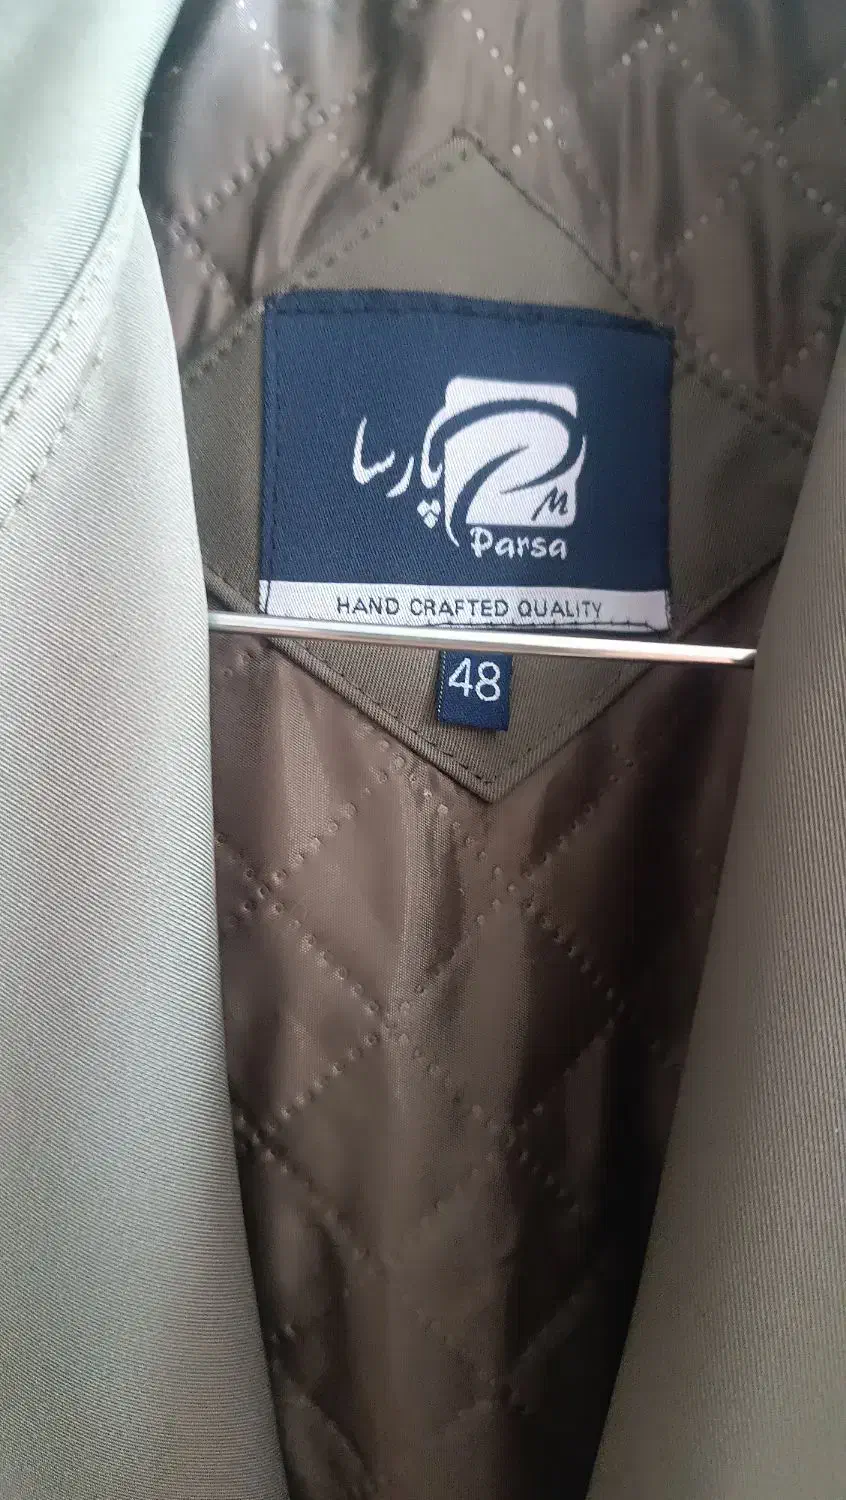 پارسا
M
Parsa
HAND CRAFTED QUALITY
48